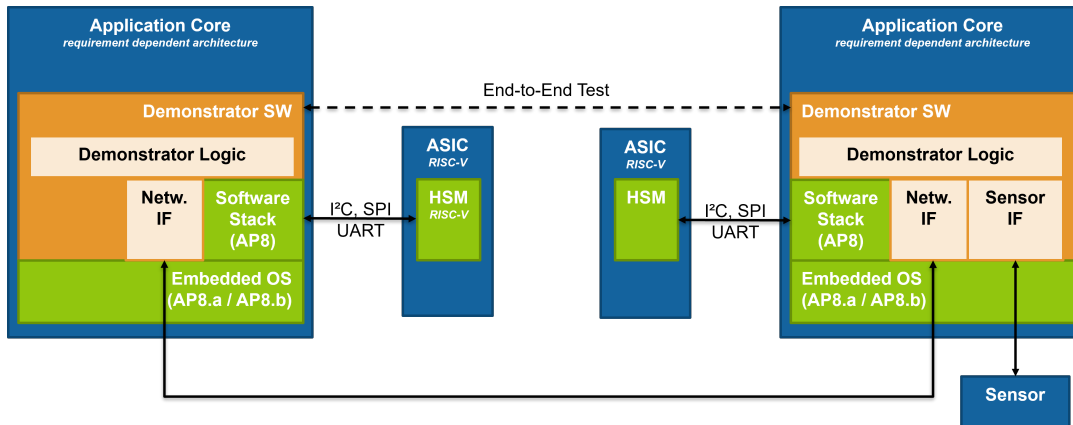 Application Core
requirement dependent architecture
Demonstrator SW
Demonstrator Logic
Netw.
IF
Software
Stack
(AP8)
Embedded OS
(AP8.a / AP8.b)
End-to-End Test
I²C, SPI
UART
ASIC
RISC-V
HSM
RISC-V
ASIC
RISC-V
HSM
I²C, SPI
UART
Application Core
requirement dependent architecture
Demonstrator SW
Demonstrator Logic
Software
Stack
(AP8)
Netw.
IF
Sensor
IF
Embedded OS
(AP8.a / AP8.b)
Sensor